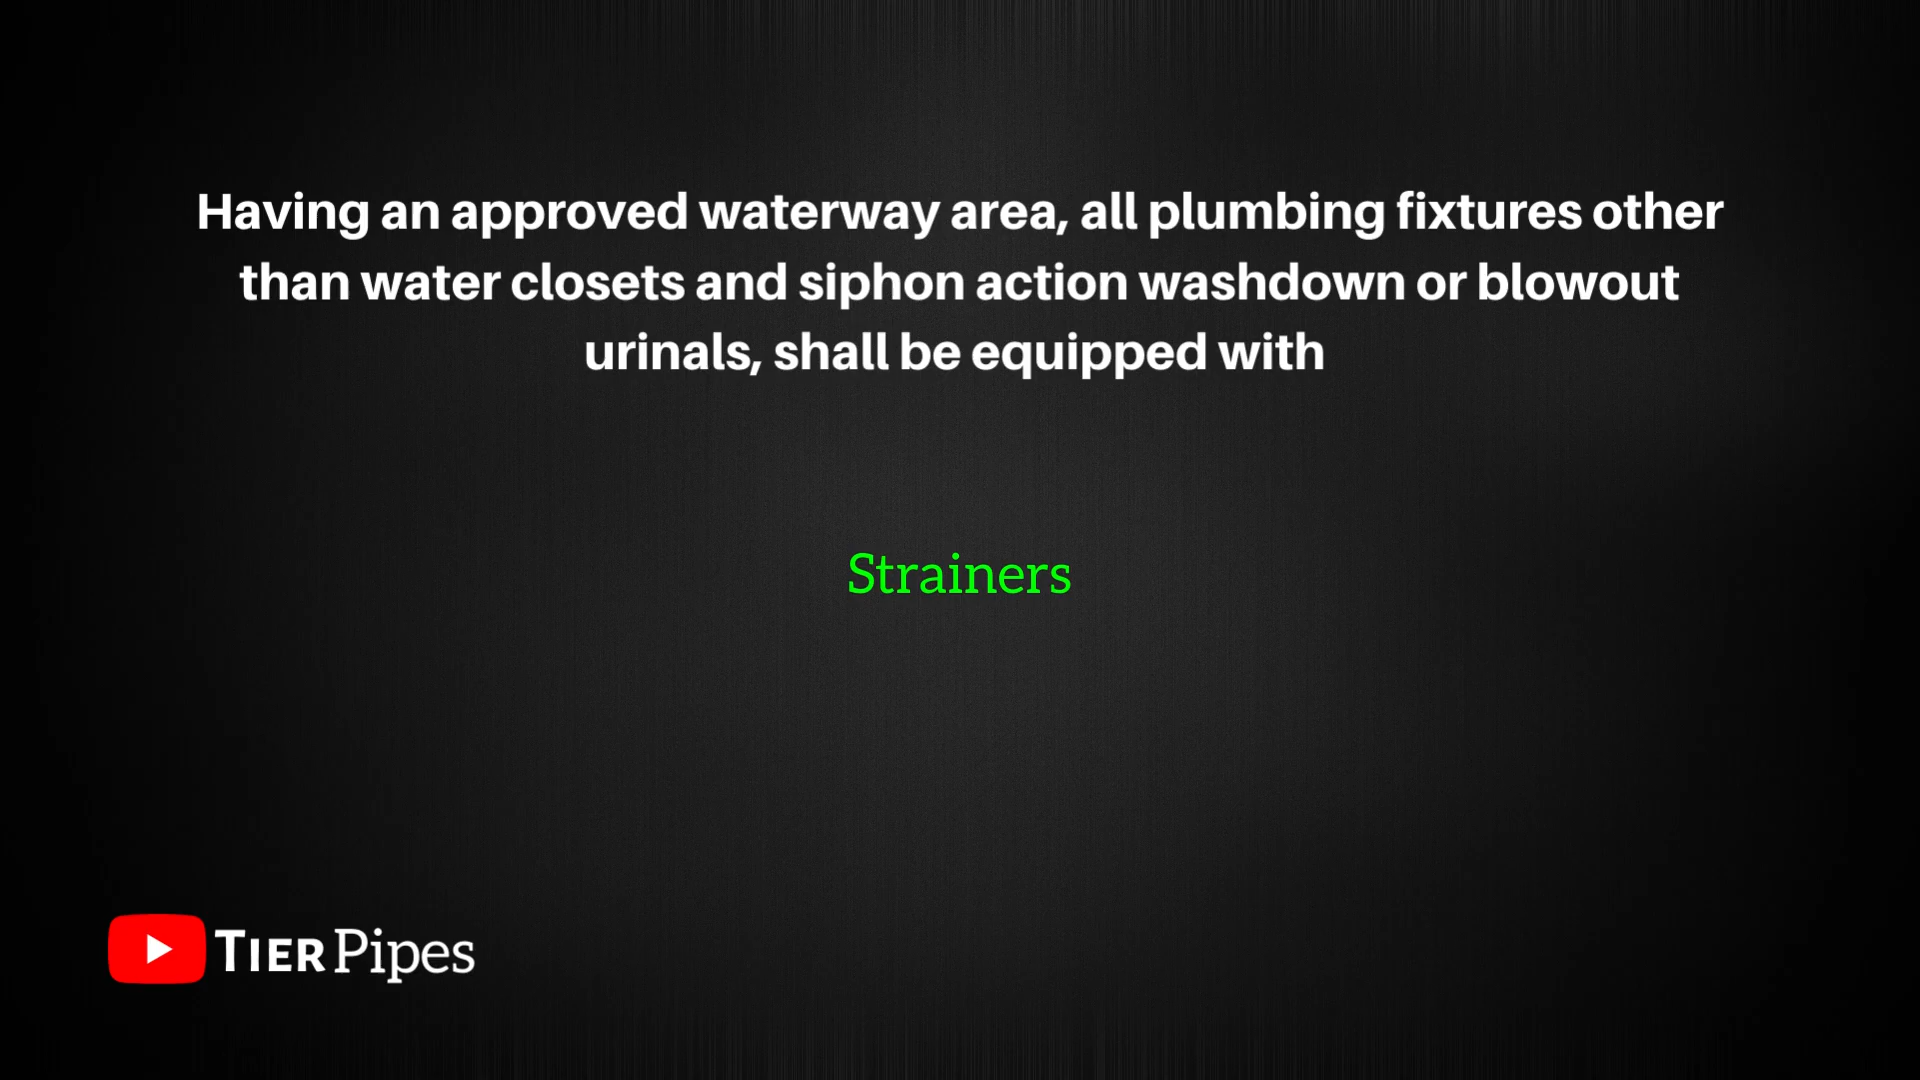 Having an approved waterway area, all plumbing fixtures other
than water closets and siphon action washdown or blowout
urinals, shall be equipped with
Strainers
TIER Pipes